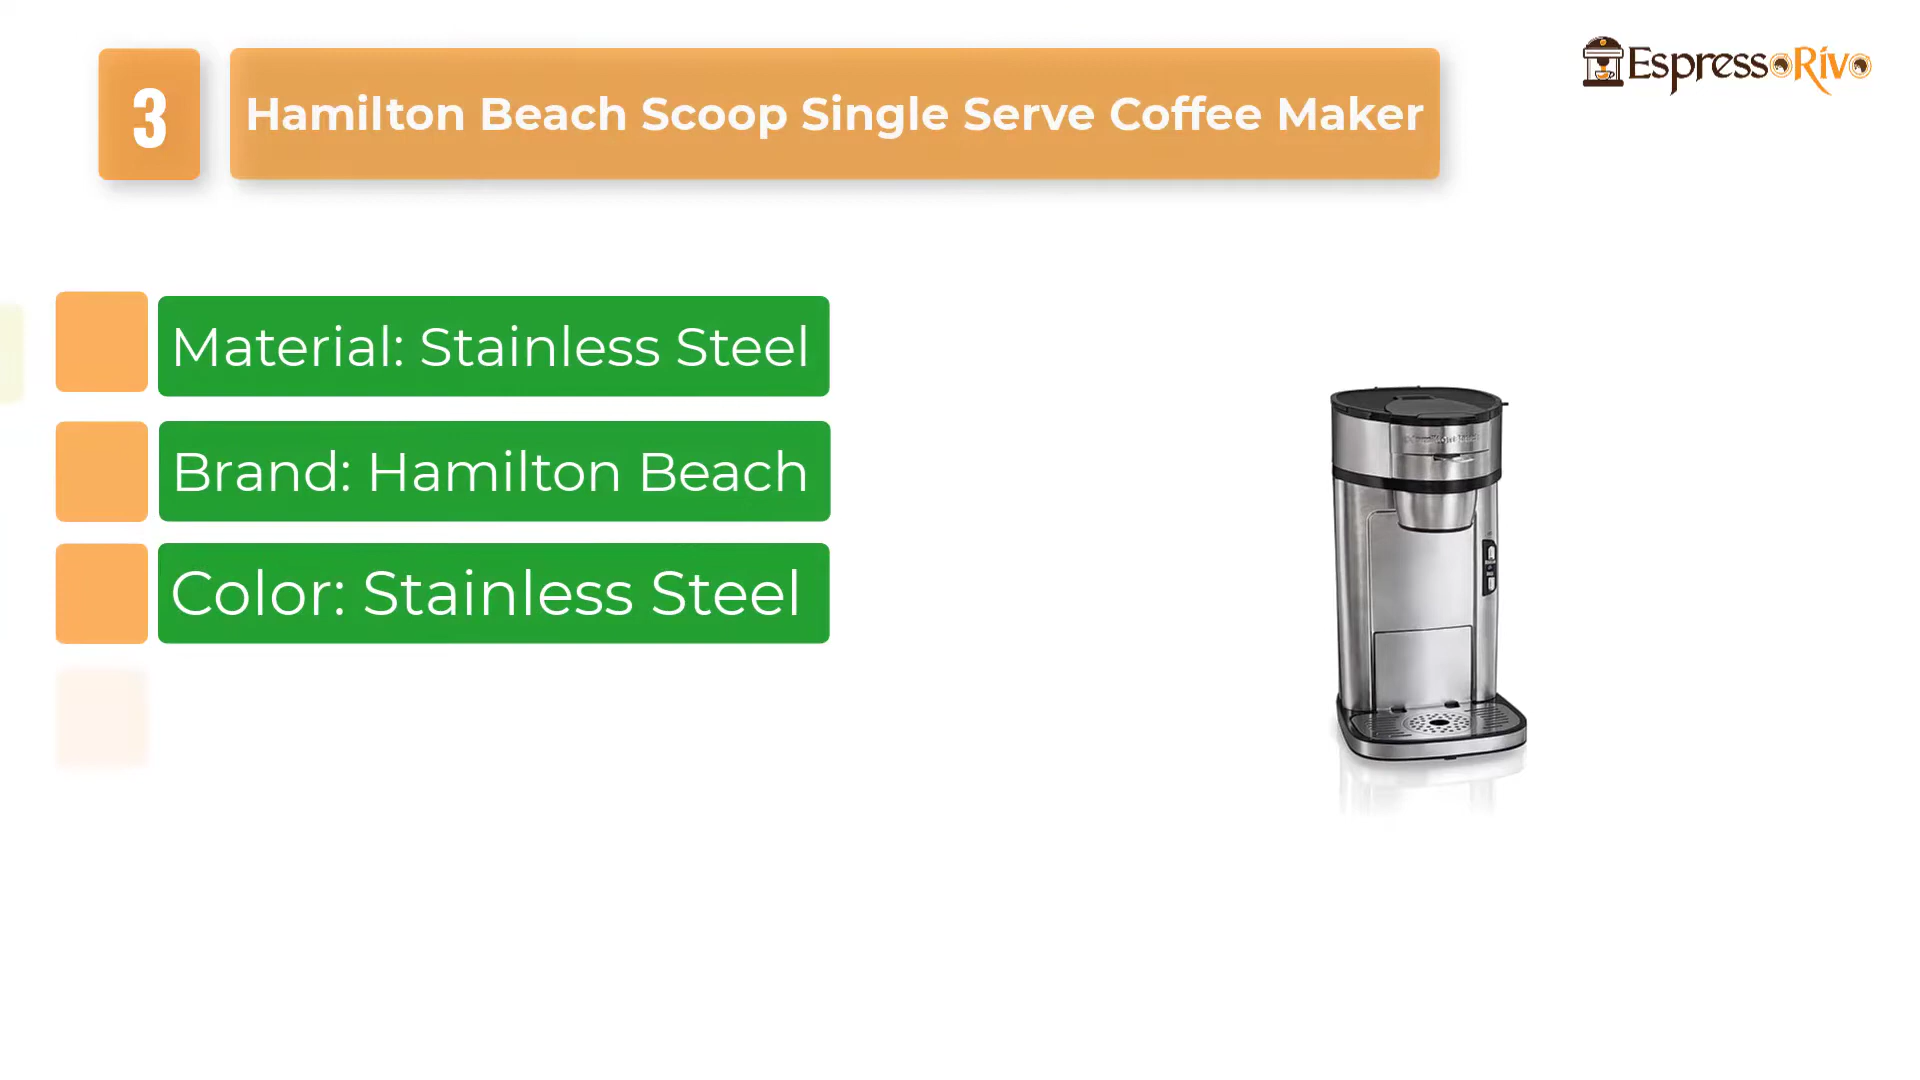 3
Hamilton Beach Scoop Single Serve Coffee Maker
EspressoRivo
Material: Stainless Steel
Brand: Hamilton Beach
Color: Stainless Steel